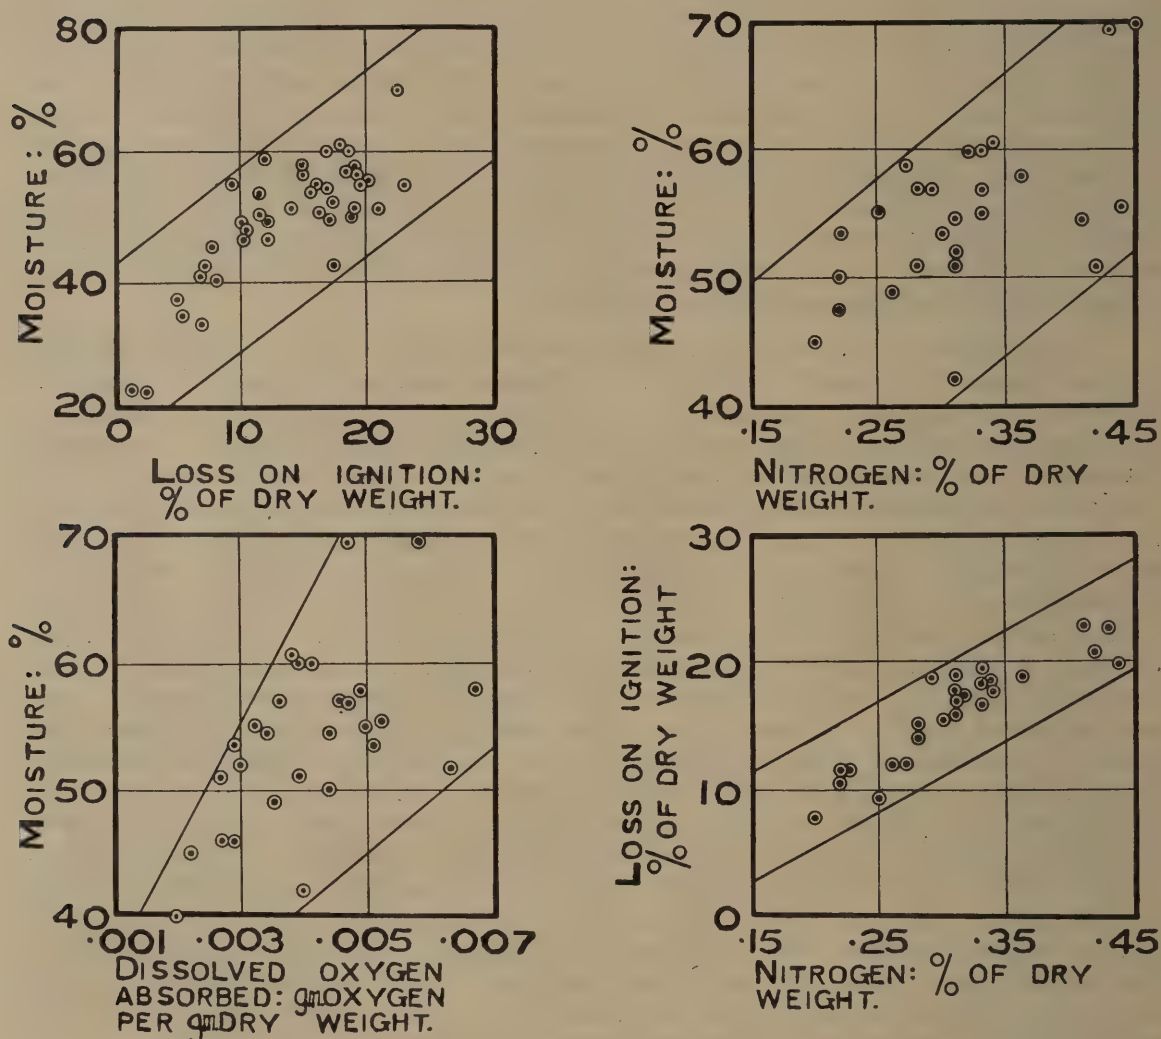 80
60
40
20
MOISTURE: %
0 10 20 30
LOSS ON IGNITION:
% OF DRY WEIGHT.
70
60
50
40
MOISTURE: %
.15 .25 .35 .45
NITROGEN: % OF DRY
WEIGHT.
70
60
50
40
MOISTURE: %
.001 .003 .005 .007
DISSOLVED OXYGEN
ABSORBED: gm OXYGEN
PER gm DRY WEIGHT.
30
20
10
0
LOSS ON IGNITION:
% OF DRY WEIGHT
.15 .25 .35 .45
NITROGEN: % OF DRY
WEIGHT.